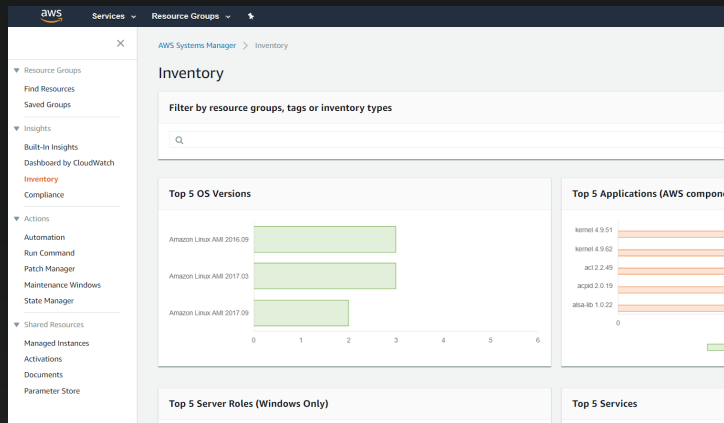 aws Services Resource Groups
AWS Systems Manager Inventory
Resource Groups
Find Resources
Saved Groups
Insights
Built-In Insights
Dashboard by CloudWatch
Inventory
Compliance
Actions
Automation
Run Command
Patch Manager
Maintenance Windows
State Manager
Shared Resources
Managed Instances
Activations
Documents
Parameter Store
Inventory
Filter by resource groups, tags or inventory types
Top 5 OS Versions
Amazon Linux AMI 2016.09
Amazon Linux AMI 2017.03
Amazon Linux AMI 2017.09
0 1 2 3 4 5 6
Top 5 Applications (AWS compon
kernel 4.9.51
kernel 4.9.62
acl 2.2.49
acpid 2.0.19
alsa-lib 1.0.22
0
Top 5 Server Roles (Windows Only)
Top 5 Services